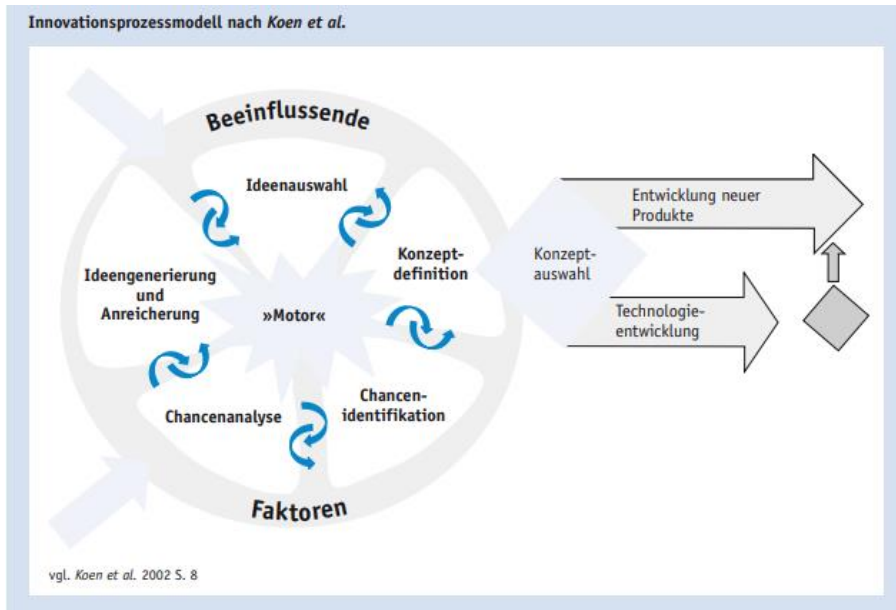 Innovationsprozessmodell nach Koen et al.
Beeinflussende
Ideenauswahl
Ideengenerierung
und
Anreicherung
»Motor«
Konzept-
definition
Chancenanalyse
Chancen-
identifikation
Faktoren
Konzept-
auswahl
Entwicklung neuer
Produkte
Technologie-
entwicklung
vgl. Koen et al. 2002 S. 8